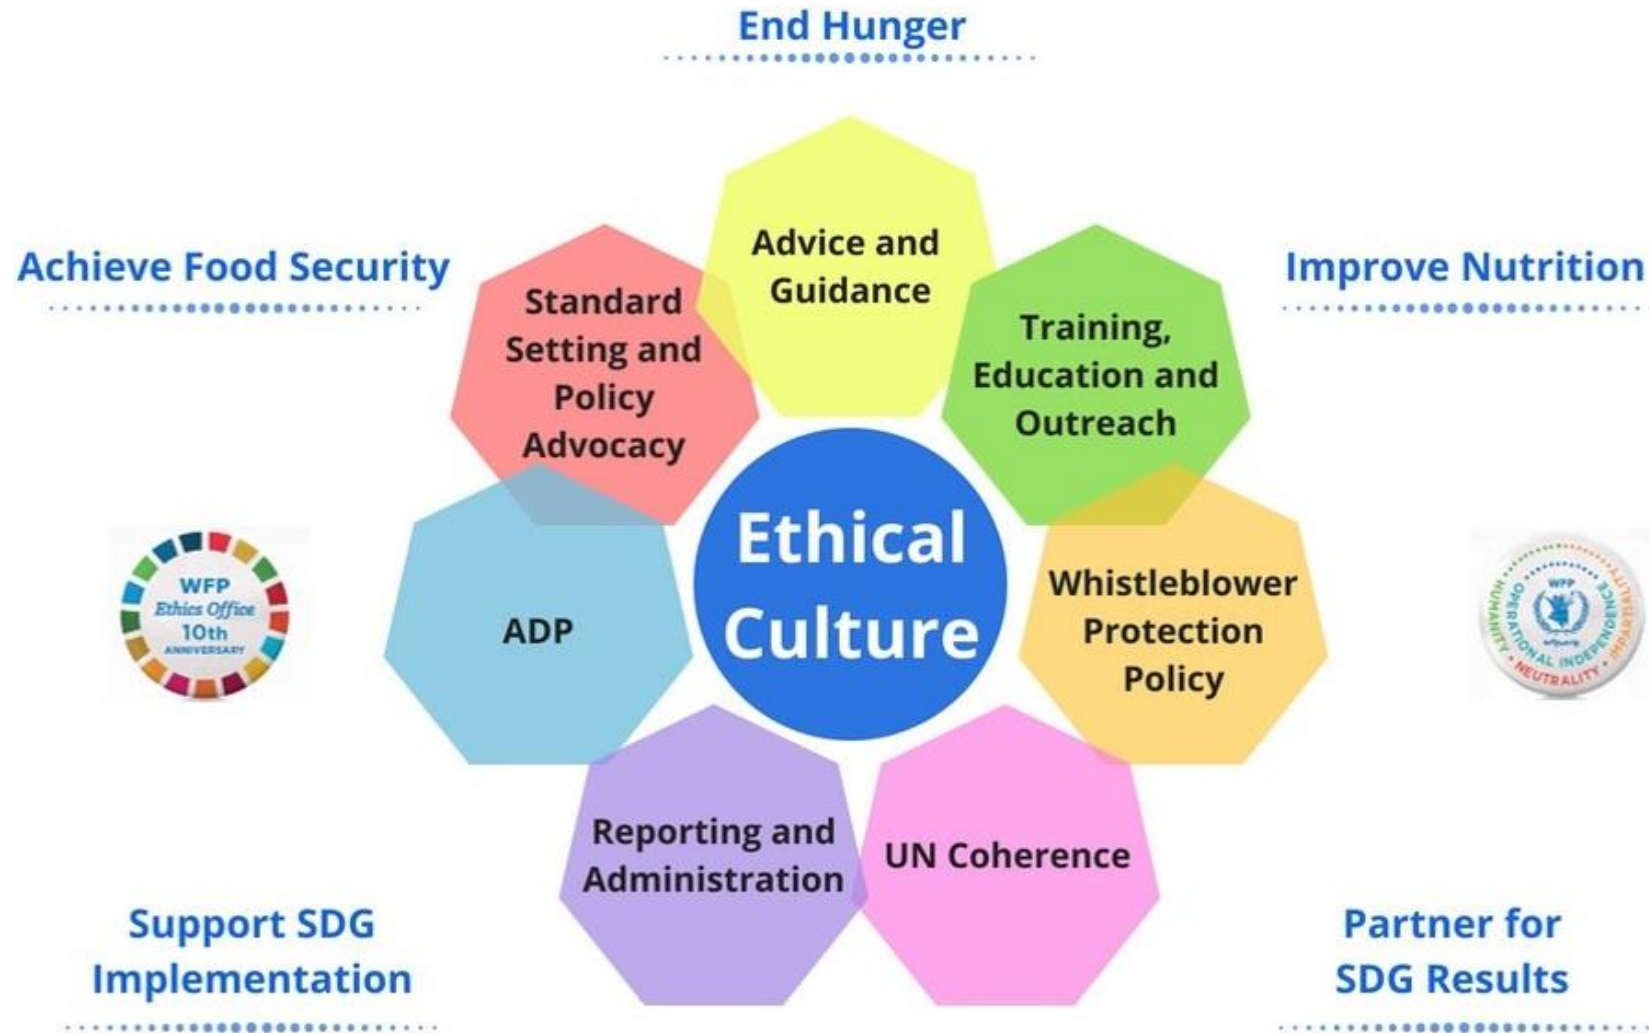 End Hunger
Achieve Food Security
Improve Nutrition
Advice and
Guidance
Standard
Setting and
Policy
Advocacy
Training,
Education and
Outreach
Ethical
Culture
ADP
Whistleblower
Protection
Policy
WFP
Ethics Office
10th
ANNIVERSARY
WFP
HUMANITY • NEUTRALITY • IMPARTIALITY
OPERATIONAL INDEPENDENCE
Reporting and
Administration
UN Coherence
Support SDG
Implementation
Partner for
SDG Results